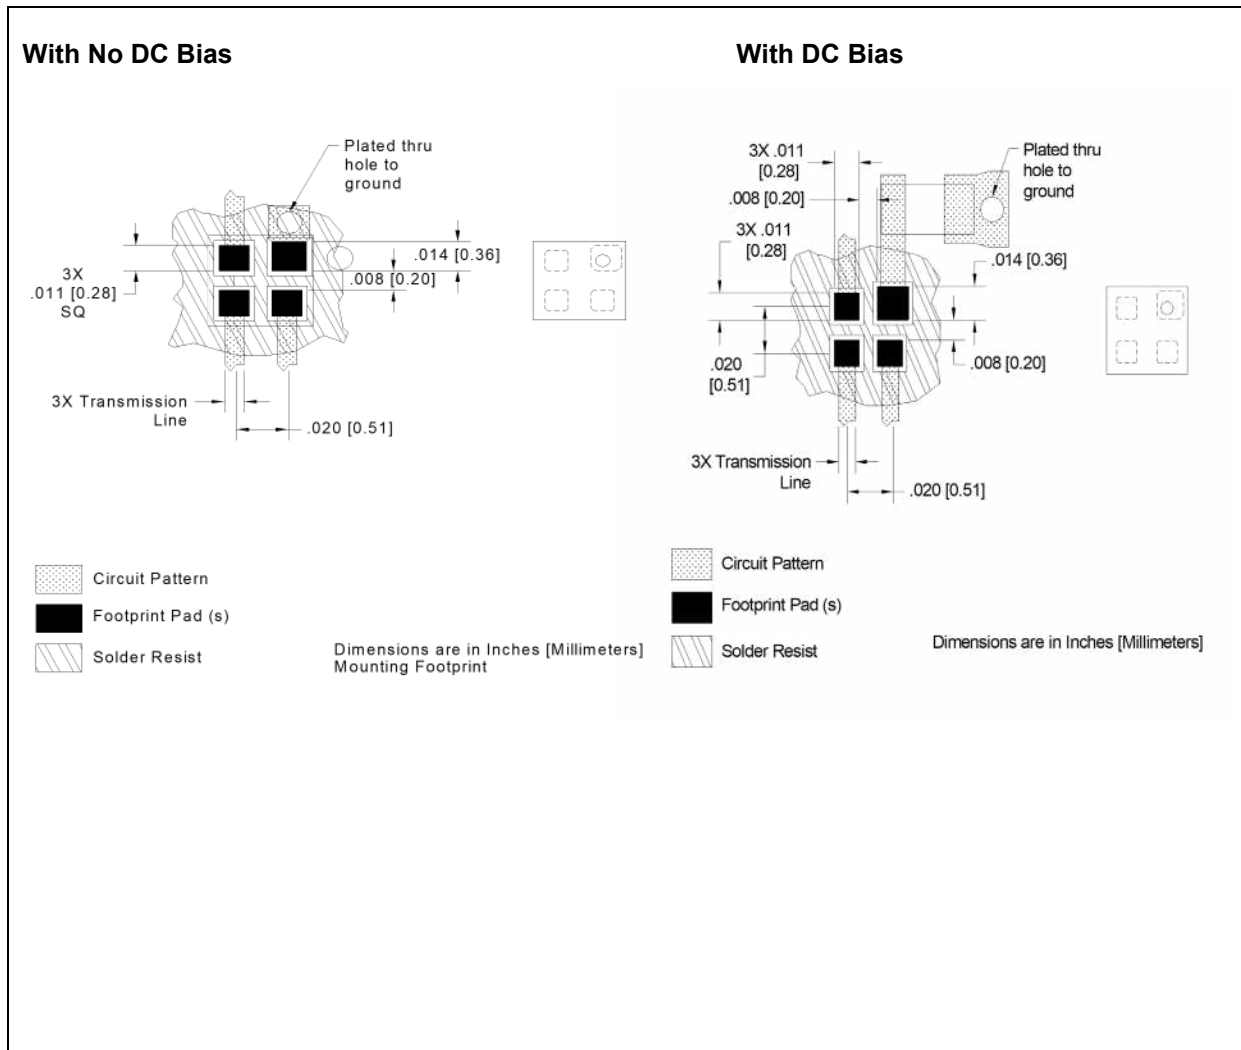 With No DC Bias
With DC Bias
Plated thru
hole to
ground
3X
.011 [0.28]
SQ
.014 [0.36]
.008 [0.20]
3X Transmission
Line
.020 [0.51]
Circuit Pattern
Footprint Pad (s)
Solder Resist
Dimensions are in Inches [Millimeters]
Mounting Footprint
3X .011
[0.28]
.008 [0.20]
3X .011
[0.28]
Plated thru
hole to
ground
.014 [0.36]
.020
[0.51]
.008 [0.20]
3X Transmission
Line
.020 [0.51]
Circuit Pattern
Footprint Pad (s)
Solder Resist
Dimensions are in Inches [Millimeters]